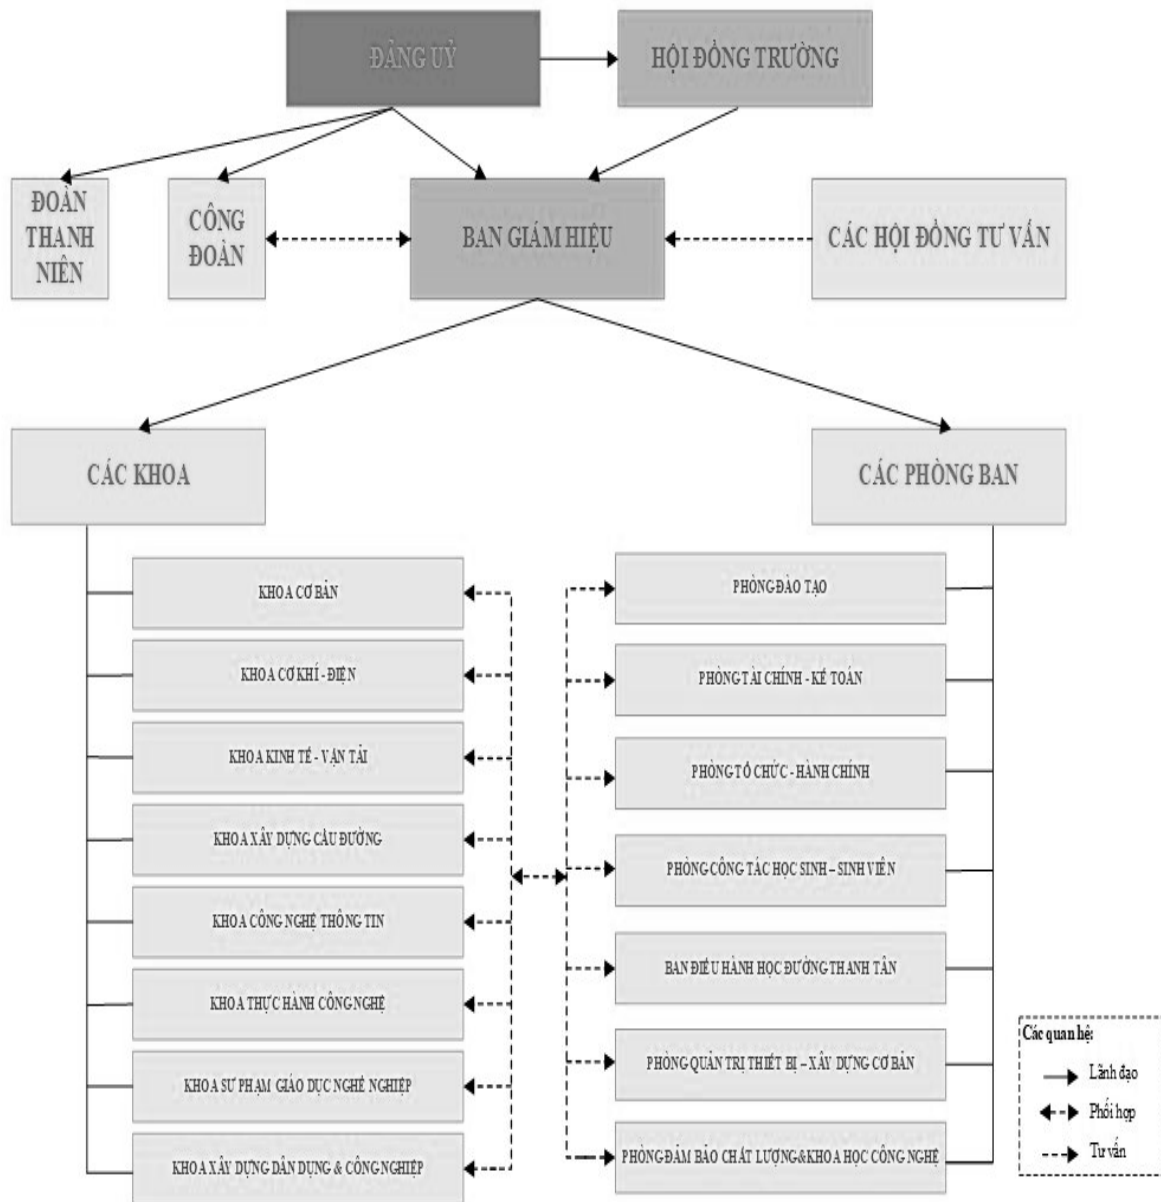 ĐẢNG UỶ
HỘI ĐỒNG TRƯỜNG
ĐOÀN
THANH
NIÊN
CÔNG
ĐOÀN
BAN GIÁM HIỆU
CÁC HỘI ĐỒNG TƯ VẤN
CÁC KHOA
CÁC PHÒNG BAN
KHOA CƠ BẢN
KHOA CƠ KHÍ - ĐIỆN
KHOA KINH TẾ - VẬN TẢI
KHOA XÂY DỰNG CẦU ĐƯỜNG
KHOA CÔNG NGHỆ THÔNG TIN
KHOA THỰC HÀNH CÔNG NGHỆ
KHOA SƯ PHẠM GIÁO DỤC NGHỀ NGHIỆP
KHOA XÂY DỰNG DÂN DỤNG & CÔNG NGHIỆP
PHÒNG ĐÀO TẠO
PHÒNG TÀI CHÍNH - KẾ TOÁN
PHÒNG TỔ CHỨC - HÀNH CHÍNH
PHÒNG CÔNG TÁC HỌC SINH – SINH VIÊN
BAN ĐIỀU HÀNH HỌC ĐƯỜNG THANH TÂN
PHÒNG QUẢN TRỊ THIẾT BỊ – XÂY DỰNG CƠ BẢN
PHÒNG ĐẢM BẢO CHẤT LƯỢNG&KHOA HỌC CÔNG NGHỆ
Các quan hệ:
Lãnh đạo
Phối hợp
Tư vấn